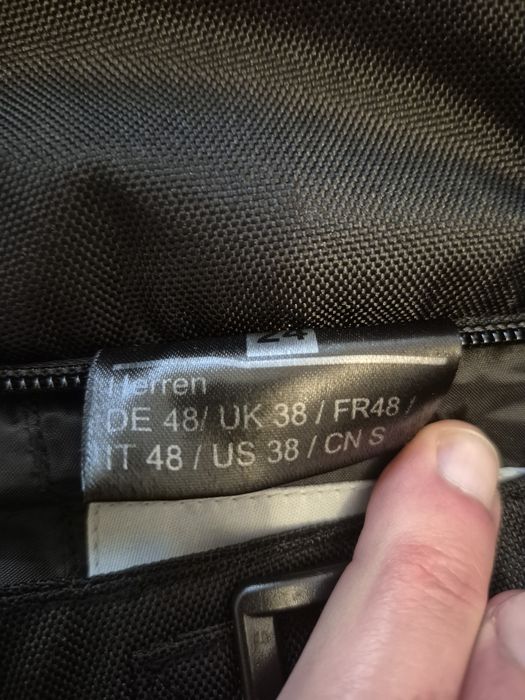 24
Herren
DE 48/ UK 38 / FR48 /
IT 48 / US 38 / CN S